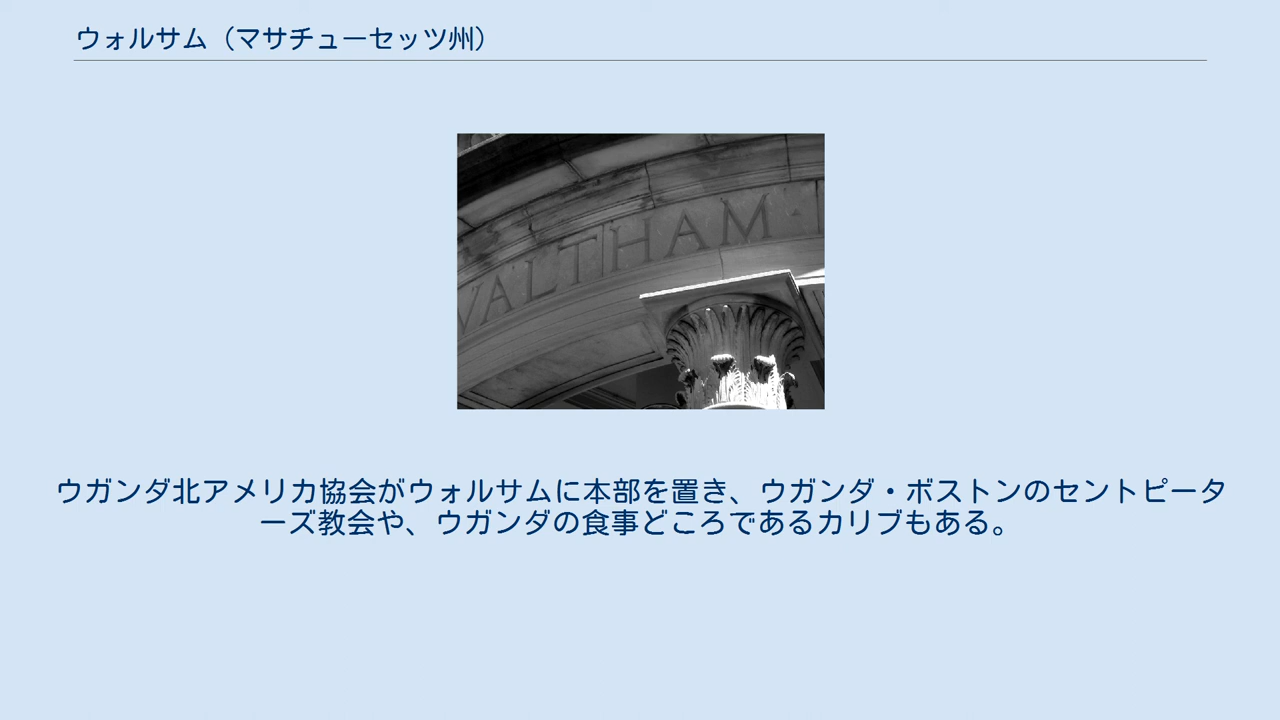 ウォルサム（マサチューセッツ州）
WALTHAM ·
ウガンダ北アメリカ協会がウォルサムに本部を置き、ウガンダ・ボストンのセントピータ
ーズ教会や、ウガンダの食事どころであるカリブもある。